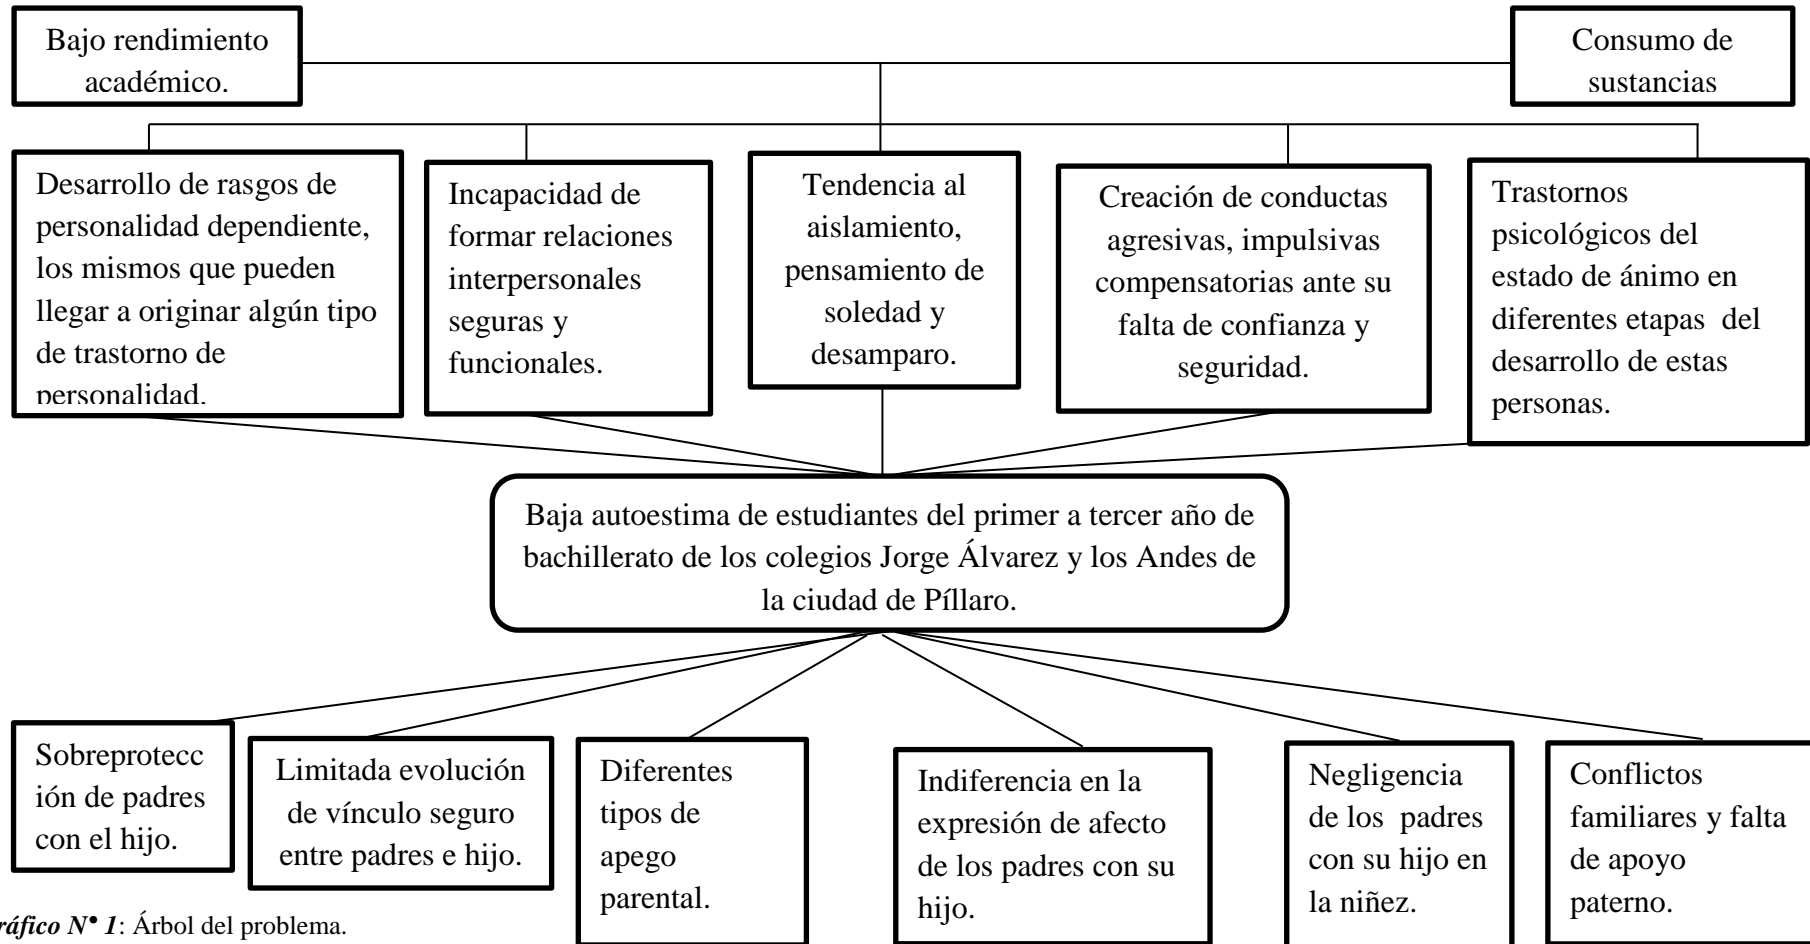 Bajo rendimiento
académico.
Consumo de
sustancias
Desarrollo de rasgos de
personalidad dependiente,
los mismos que pueden
llegar a originar algún tipo
de trastorno de
personalidad.
Incapacidad de
formar relaciones
interpersonales
seguras y
funcionales.
Tendencia al
aislamiento,
pensamiento de
soledad y
desamparo.
Creación de conductas
agresivas, impulsivas
compensatorias ante su
falta de confianza y
seguridad.
Trastornos
psicológicos del
estado de ánimo en
diferentes etapas  del
desarrollo de estas
personas.
Baja autoestima de estudiantes del primer a tercer año de
bachillerato de los colegios Jorge Álvarez y los Andes de
la ciudad de Píllaro.
Sobreprotecc
ión de padres
con el hijo.
Limitada evolución
de vínculo seguro
entre padres e hijo.
Diferentes
tipos de
apego
parental.
Indiferencia en la
expresión de afecto
de los padres con su
hijo.
Negligencia
de los  padres
con su hijo en
la niñez.
Conflictos
familiares y falta
de apoyo
paterno.
ráfico N° 1: Árbol del problema.